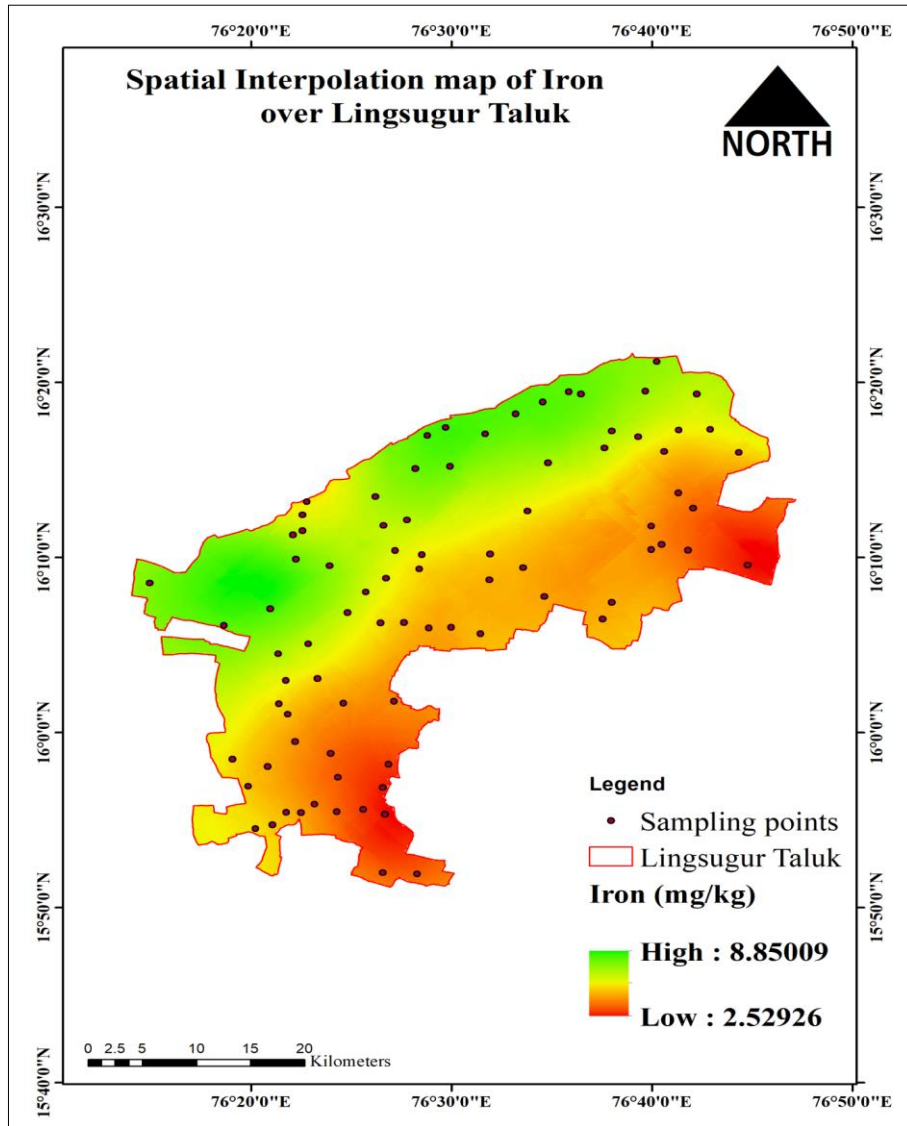 76°20'0"E 76°30'0"E 76°40'0"E 76°50'0"E
Spatial Interpolation map of Iron
over Lingsugur Taluk
NORTH
16°30'0"N 16°30'0"N
16°20'0"N 16°20'0"N
16°10'0"N 16°10'0"N
16°0'0"N 16°0'0"N
Legend
Sampling points
Lingsugur Taluk
Iron (mg/kg)
15°50'0"N 15°50'0"N
High : 8.85009
Low : 2.52926
0 2.5 5 10 15 20
Kilometers
15°40'0"N 15°40'0"N
76°20'0"E 76°30'0"E 76°40'0"E 76°50'0"E